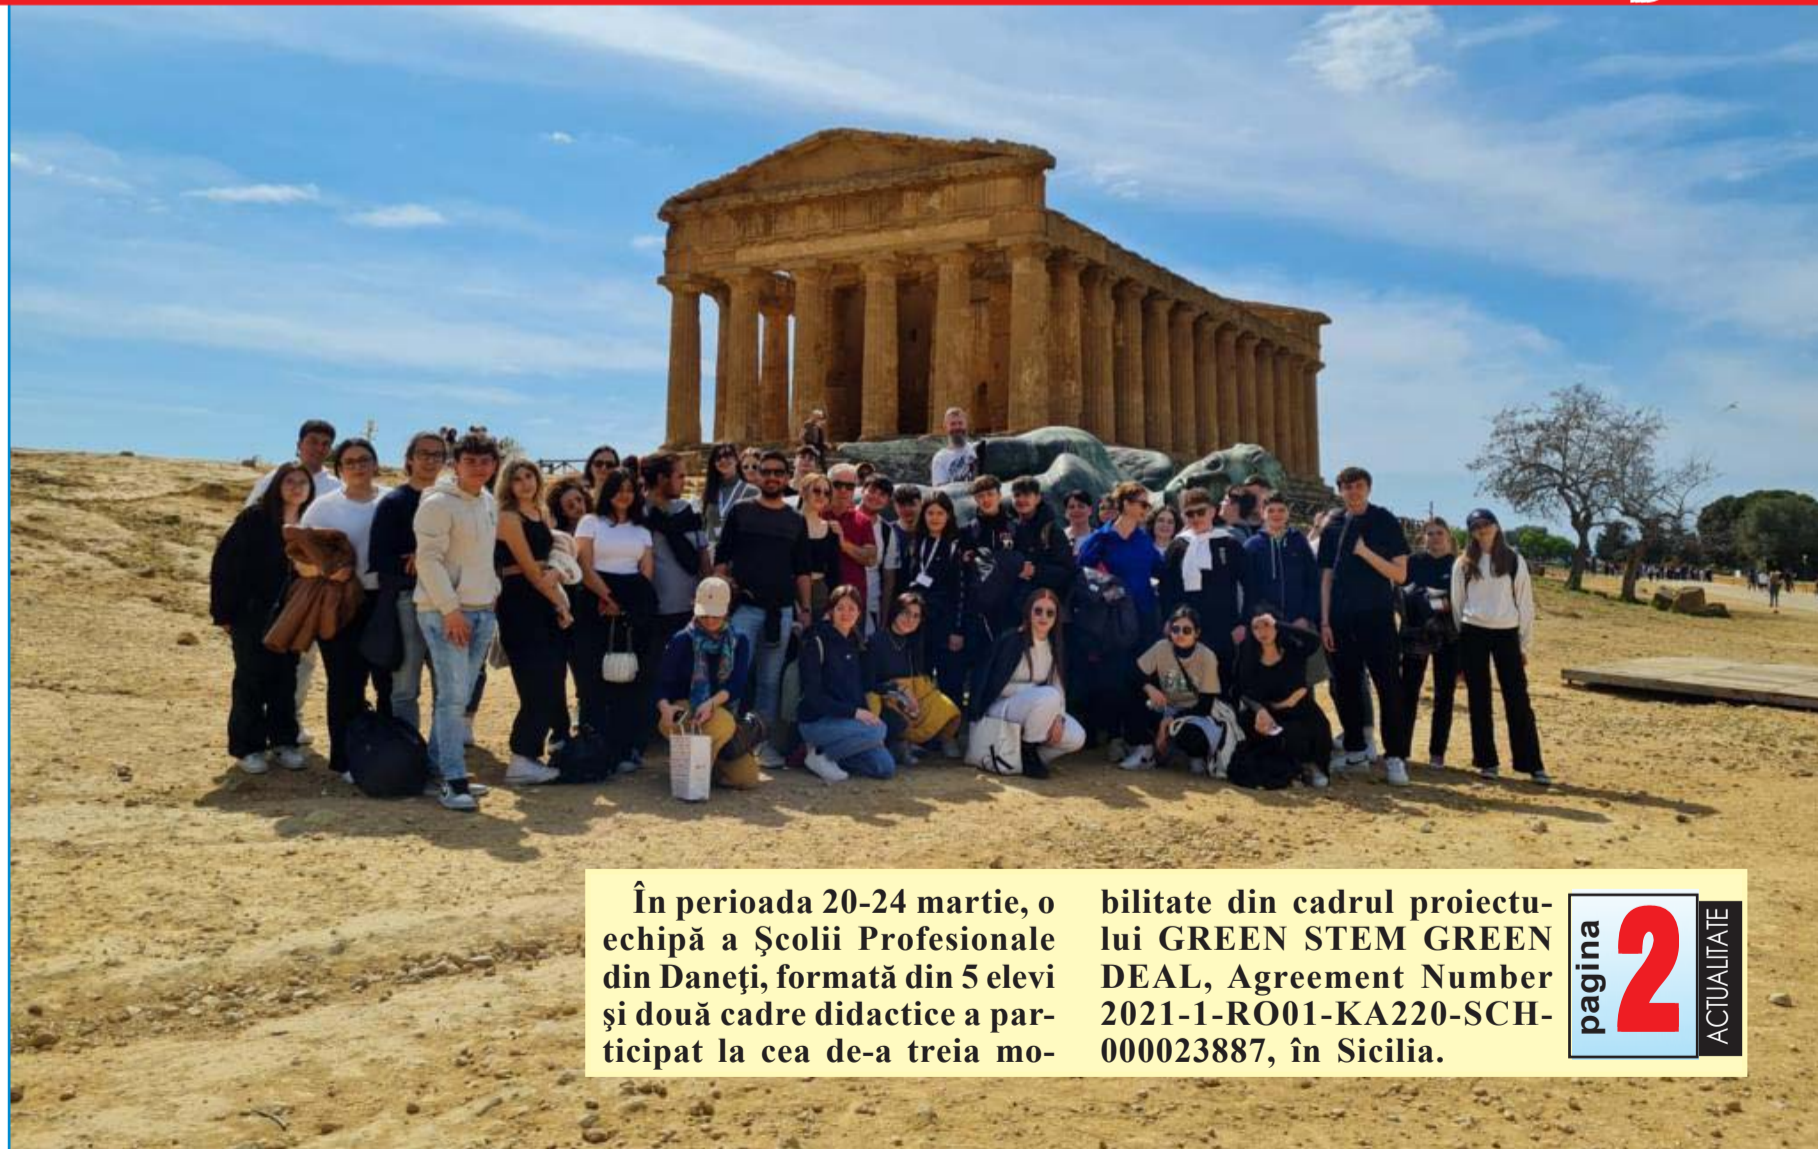 În perioada 20-24 martie, o
echipă a Şcolii Profesionale
din Daneţi, formată din 5 elevi
şi două cadre didactice a par-
ticipat la cea de-a treia mo-
bilitate din cadrul proiectu-
lui GREEN STEM GREEN
DEAL, Agreement Number
2021-1-RO01-KA220-SCH-
000023887, în Sicilia.
pagina
2
ACTUALITATE